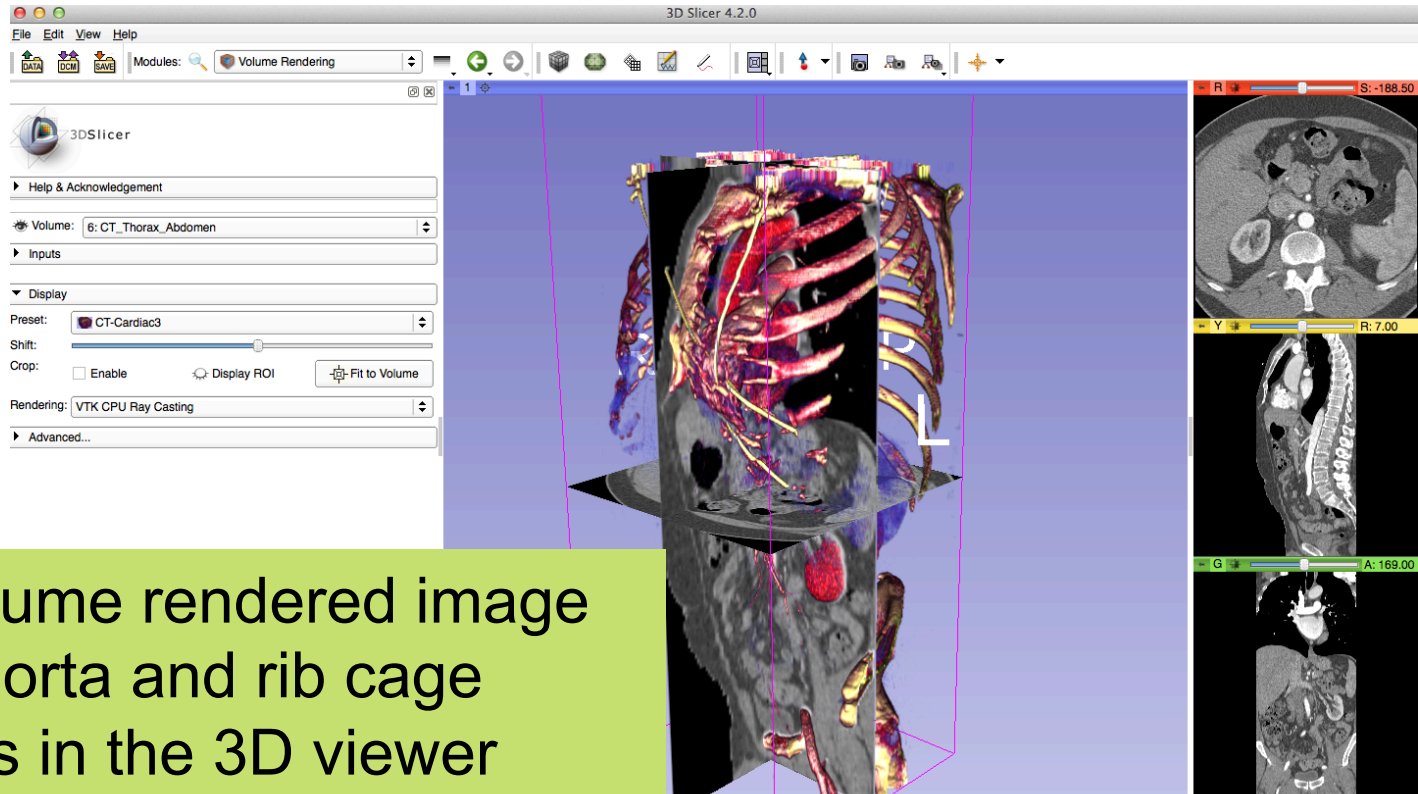 3D Slicer 4.2.0
File Edit View Help
DATA DCM SAVE Modules: Volume Rendering
1
R S: -188.50
3DSlicer
Help & Acknowledgement
Volume: 6: CT_Thorax_Abdomen
Inputs
Display
Preset: CT-Cardiac3
Shift:
Crop: Enable Display ROI Fit to Volume
Rendering: VTK CPU Ray Casting
Advanced...
P
L
Y R: 7.00
G A: 169.00
ume rendered image
orta and rib cage
s in the 3D viewer